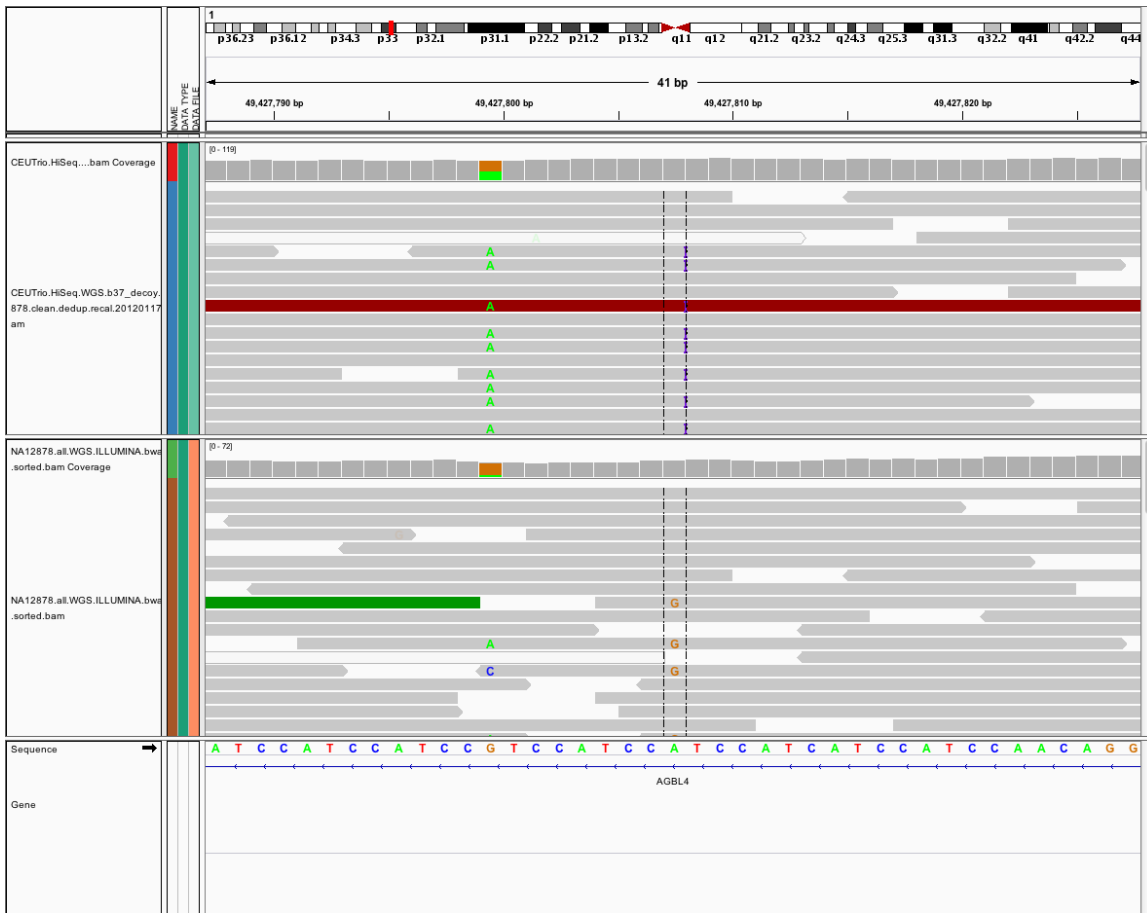 1
p36.23 p36.12 p34.3 p33 p32.1 p31.1 p22.2 p21.2 p13.2 q11 q12 q21.2 q23.2 q24.3 q25.3 q31.3 q32.2 q41 q42.2 q44
41 bp
49,427,790 bp 49,427,800 bp 49,427,810 bp 49,427,820 bp
NAME
DATA TYPE
DATA FILE
CEUTrio.HiSeq....bam Coverage
[0 - 119]
A
A
A
CEUTrio.HiSeq.WGS.b37_decoy.
878.clean.dedup.recal.20120117
am
A
A
A
A
A
A
A
NA12878.all.WGS.ILLUMINA.bwa
.sorted.bam Coverage
[0 - 72]
G
NA12878.all.WGS.ILLUMINA.bwa
.sorted.bam
G
A G
C G
Sequence
A T C C A T C C A T C C G T C C A T C C A T C C A T C A T C C A T C C A A C A G G
AGBL4
Gene